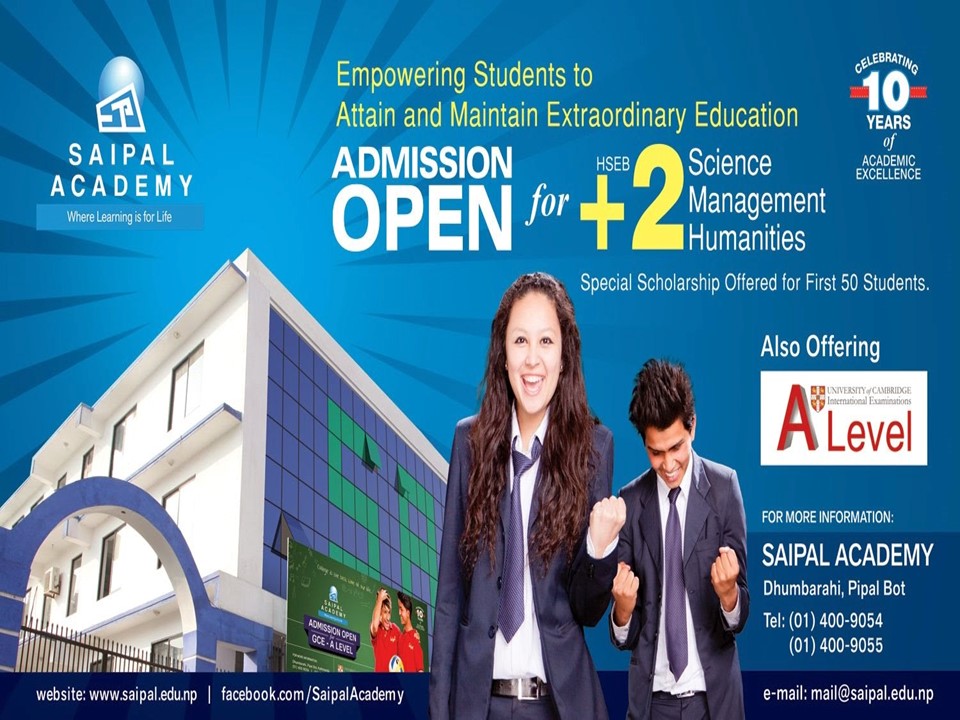 SAIPAL
ACADEMY
Where Learning is for Life
Empowering Students to
Attain and Maintain Extraordinary Education
ADMISSION
OPEN
for
HSEB
+2
Science
Management
Humanities
Special Scholarship Offered for First 50 Students.
CELEBRATING
10
YEARS
of
ACADEMIC
EXCELLENCE
Also Offering
UNIVERSITY of CAMBRIDGE
International Examinations
A Level
FOR MORE INFORMATION:
SAIPAL ACADEMY
Dhumbarahi, Pipal Bot
Tel: (01) 400-9054
(01) 400-9055
SAIPAL
ACADEMY
ADMISSION OPEN
GCE - A LEVEL
website: www.saipal.edu.np | facebook.com/SaipalAcademy
e-mail: mail@saipal.edu.np